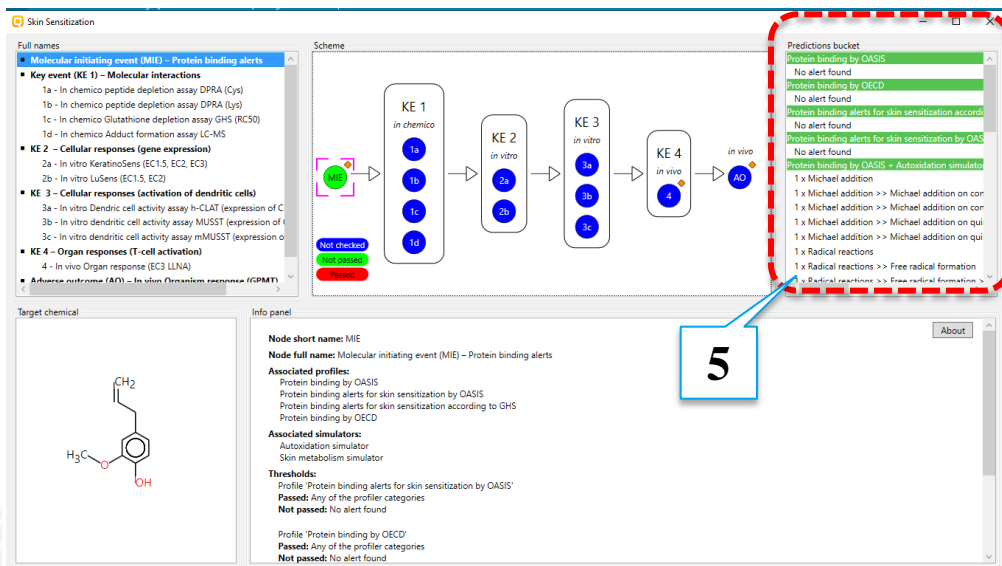 Skin Sensitization
Full names
Molecular initiating event (MIE) – Protein binding alerts
Key event (KE 1) – Molecular interactions
1a - In chemico peptide depletion assay DPRA (Cys)
1b - In chemico peptide depletion assay DPRA (Lys)
1c - In chemico Glutathione depletion assay GHS (RC50)
1d - In chemico Adduct formation assay LC-MS
KE 2 – Cellular responses (gene expression)
2a - In vitro KeratinoSens (EC1.5, EC2, EC3)
2b - In vitro LuSens (EC1.5, EC2)
KE 3 – Cellular responses (activation of dendritic cells)
3a - In vitro Dendric cell activity assay h-CLAT (expression of C
3b - In vitro dendritic cell activity assay MUSST (expression of C
3c - In vitro dendritic cell activity assay mMUSST (expression o
KE 4 – Organ responses (T-cell activation)
4 - In vivo Organ response (EC3 LLNA)
Adverse outcome (AO) – In vivo Organism response (GPMT)
Scheme
MIE
KE 1
in chemico
1a
1b
1c
1d
KE 2
in vitro
2a
2b
KE 3
in vitro
3a
3b
3c
KE 4
in vivo
4
in vivo
AO
Not checked
Not passed
Passed
Predictions bucket
Protein binding by OASIS
No alert found
Protein binding by OECD
No alert found
Protein binding alerts for skin sensitization accordi
No alert found
Protein binding alerts for skin sensitization by OAS
No alert found
Protein binding by OASIS + Autoxidation simulator
1 x Michael addition
1 x Michael addition >> Michael addition on con
1 x Michael addition >> Michael addition on con
1 x Michael addition >> Michael addition on qui
1 x Michael addition >> Michael addition on qui
1 x Radical reactions
1 x Radical reactions >> Free radical formation
1 x Radical reactions >> Free radical formation >
5
Target chemical
CH2
H3C
O
OH
Info panel
About
Node short name: MIE
Node full name: Molecular initiating event (MIE) – Protein binding alerts
Associated profiles:
Protein binding by OASIS
Protein binding alerts for skin sensitization by OASIS
Protein binding alerts for skin sensitization according to GHS
Protein binding by OECD
Associated simulators:
Autoxidation simulator
Skin metabolism simulator
Thresholds:
Profile 'Protein binding alerts for skin sensitization by OASIS'
Passed: Any of the profiler categories
Not passed: No alert found
Profile 'Protein binding by OECD'
Passed: Any of the profiler categories
Not passed: No alert found